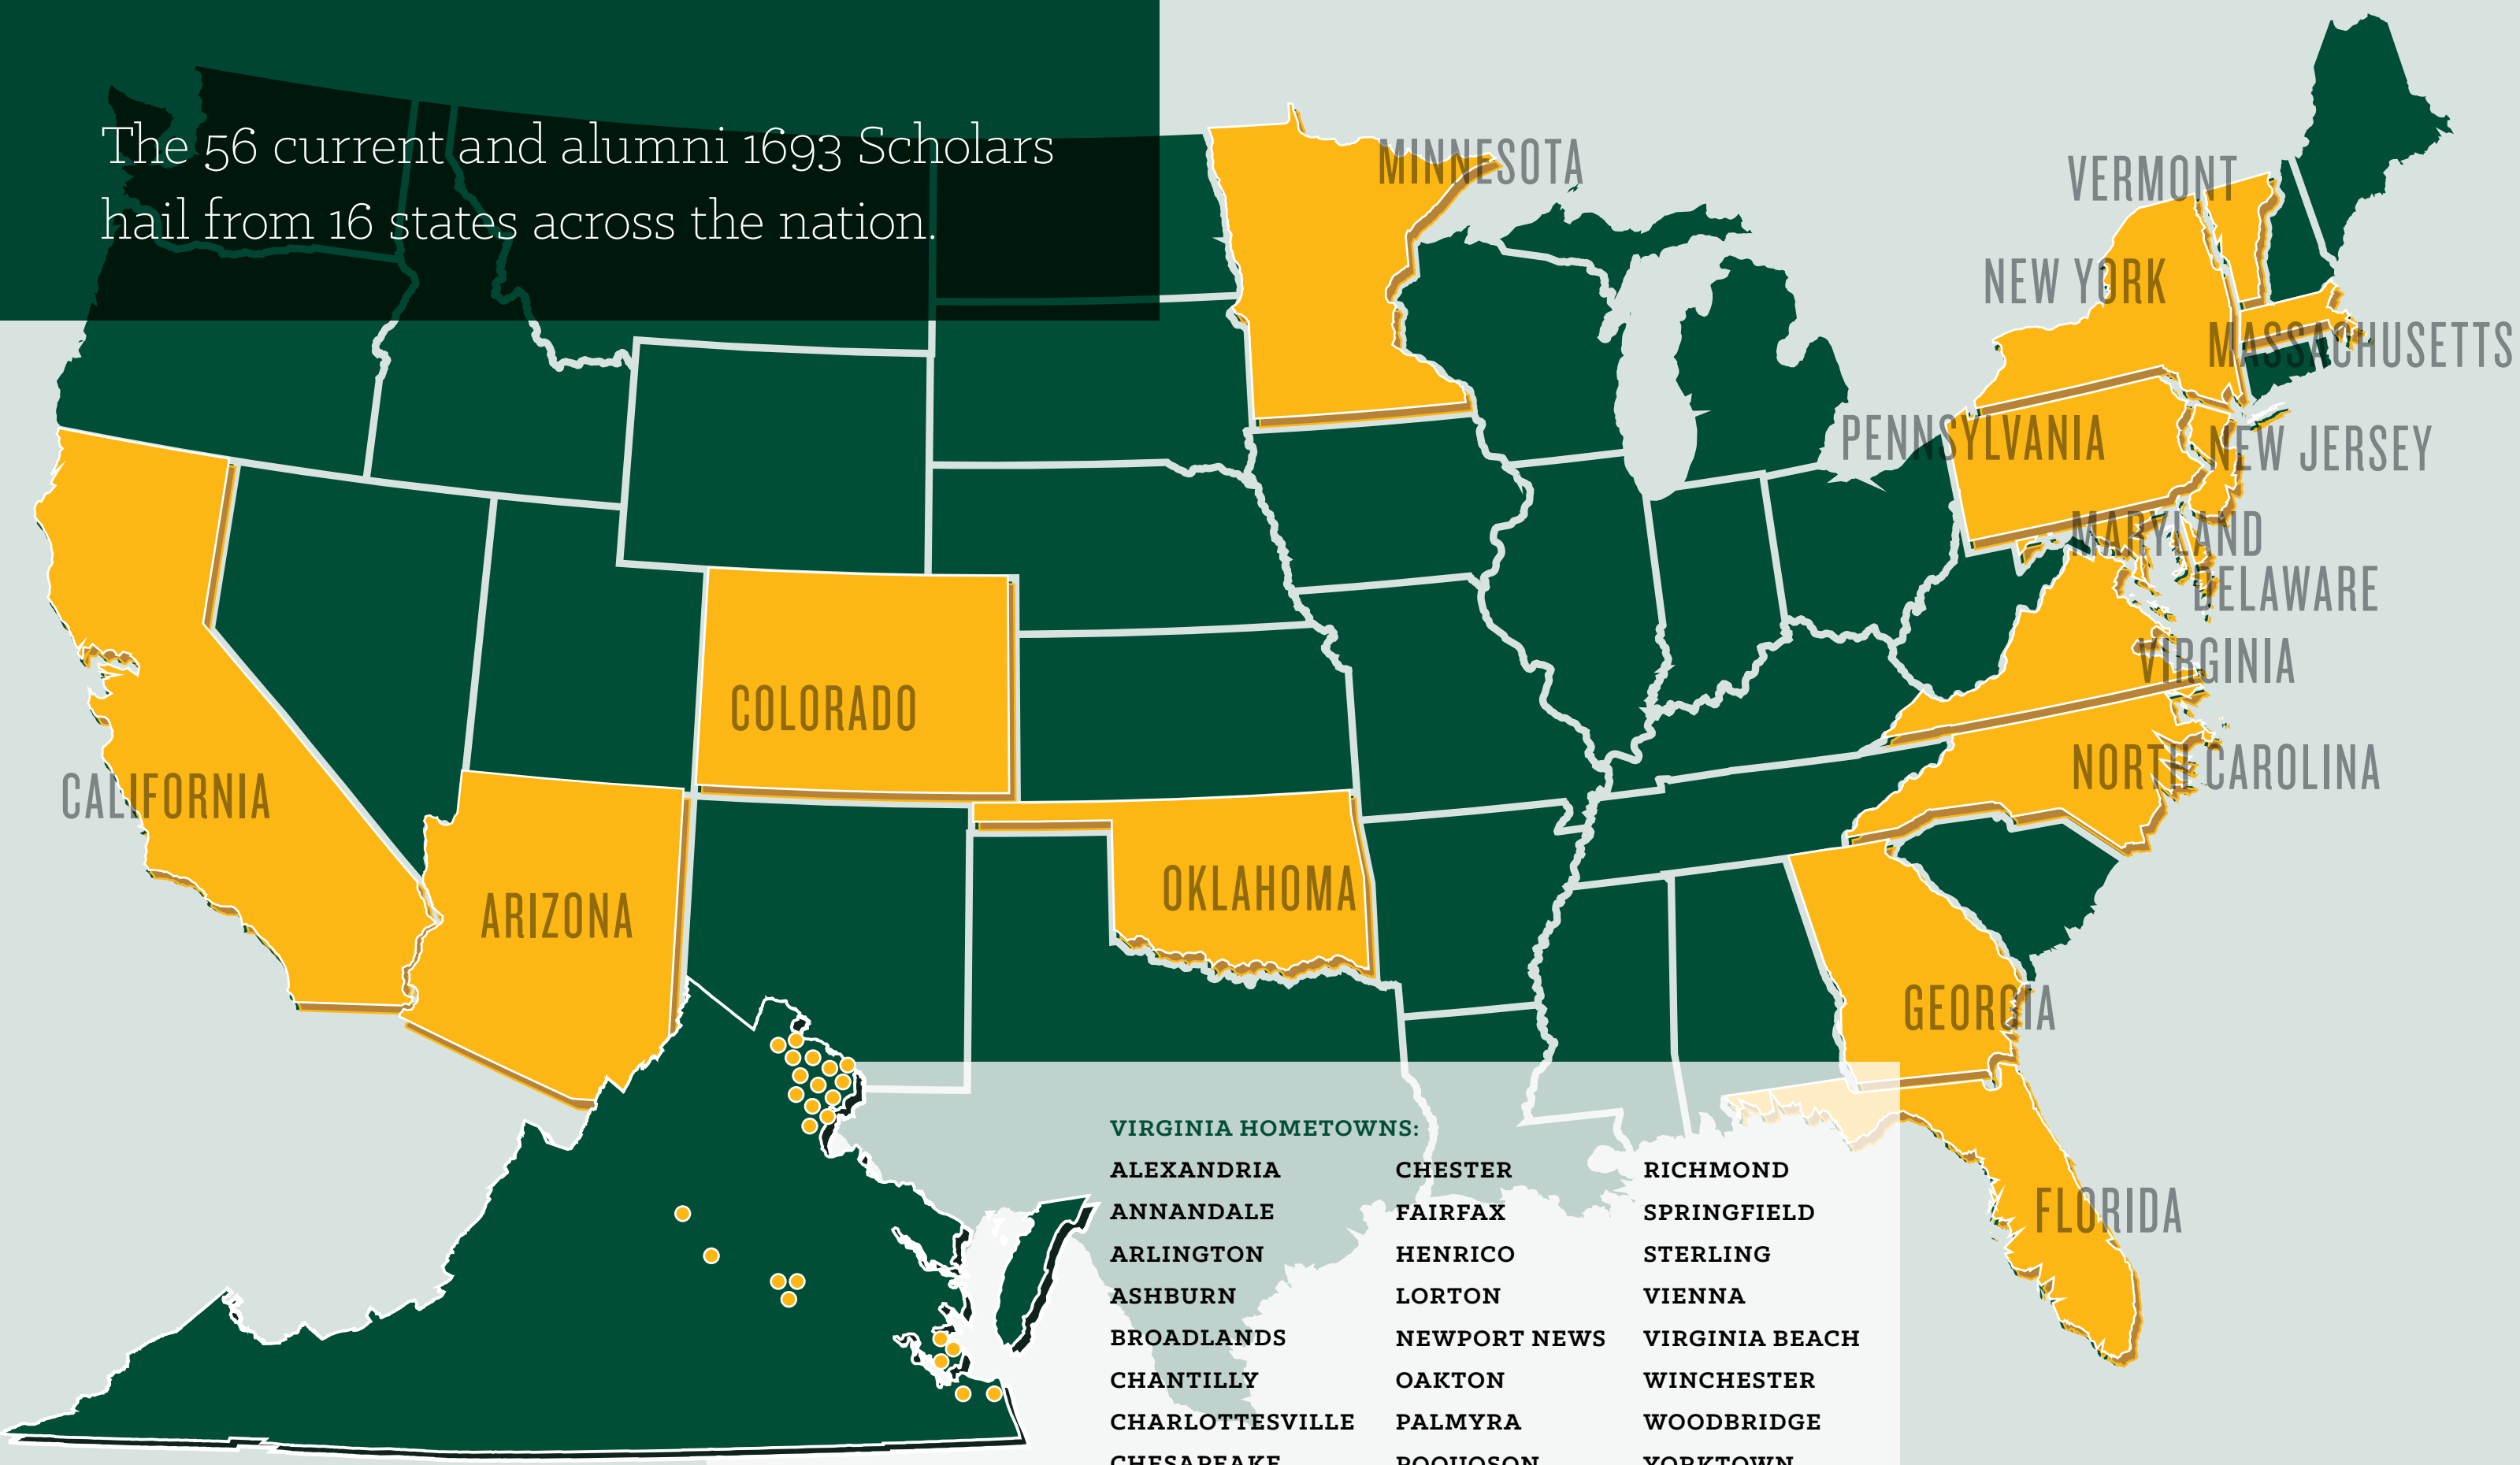 The 56 current and alumni 1693 Scholars
hail from 16 states across the nation.
MINNESOTA
VERMONT
NEW YORK
MASSACHUSETTS
PENNSYLVANIA
NEW JERSEY
MARYLAND
DELAWARE
VIRGINIA
COLORADO
NORTH CAROLINA
CALIFORNIA
OKLAHOMA
ARIZONA
GEORGIA
FLORIDA
VIRGINIA HOMETOWNS:
ALEXANDRIA
ANNANDALE
ARLINGTON
ASHBURN
BROADLANDS
CHANTILLY
CHARLOTTESVILLE
CHESAPEAKE
CHESTER
FAIRFAX
HENRICO
LORTON
NEWPORT NEWS
OAKTON
PALMYRA
POQUOSON
RICHMOND
SPRINGFIELD
STERLING
VIENNA
VIRGINIA BEACH
WINCHESTER
WOODBRIDGE
YORKTOWN